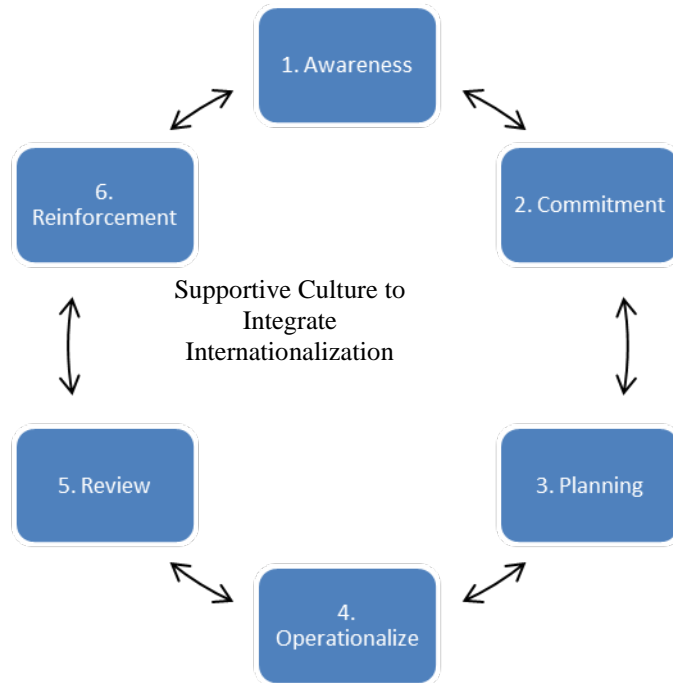 1. Awareness
2. Commitment
3. Planning
4.
Operationalize
5. Review
6.
Reinforcement
Supportive Culture to
Integrate
Internationalization